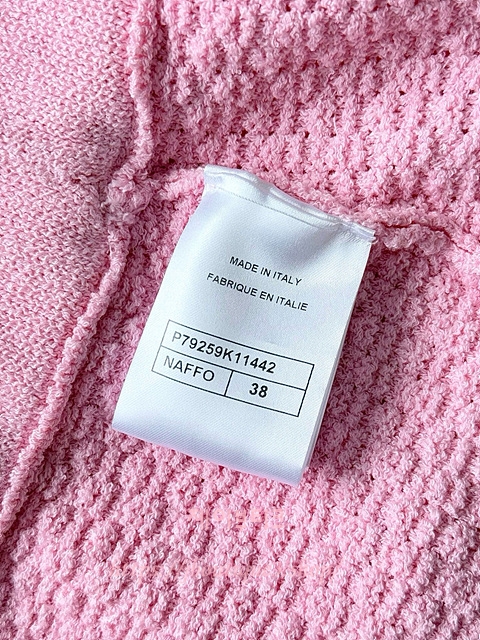 MADE IN ITALY
FABRIQUE EN ITALIE
P79259K11442
NAFFO 38